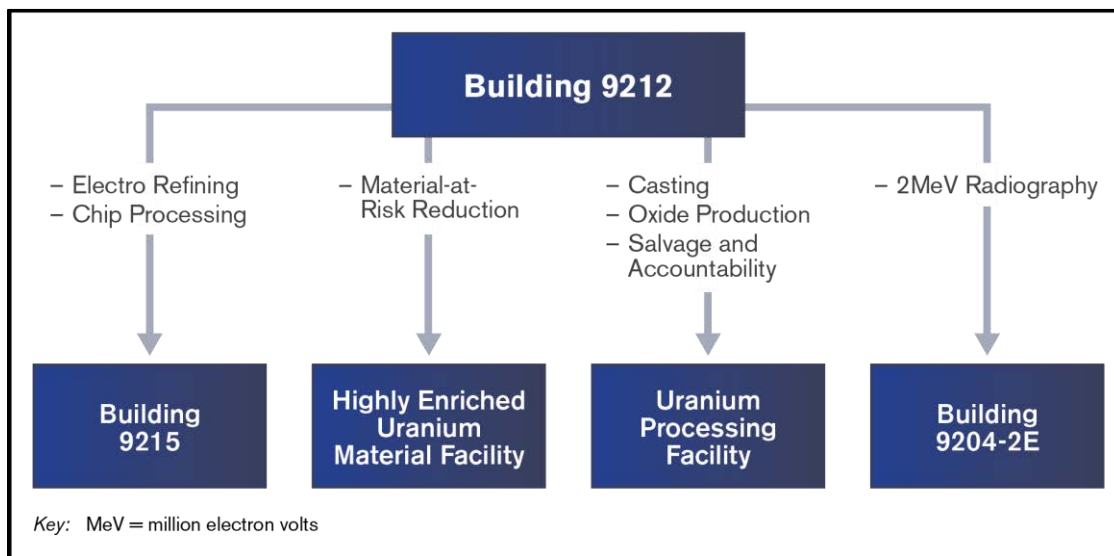 Building 9212
– Electro Refining
– Chip Processing
– Material-at-
Risk Reduction
– Casting
– Oxide Production
– Salvage and
Accountability
– 2MeV Radiography
Building
9215
Highly Enriched
Uranium
Material Facility
Uranium
Processing
Facility
Building
9204-2E
Key: MeV = million electron volts